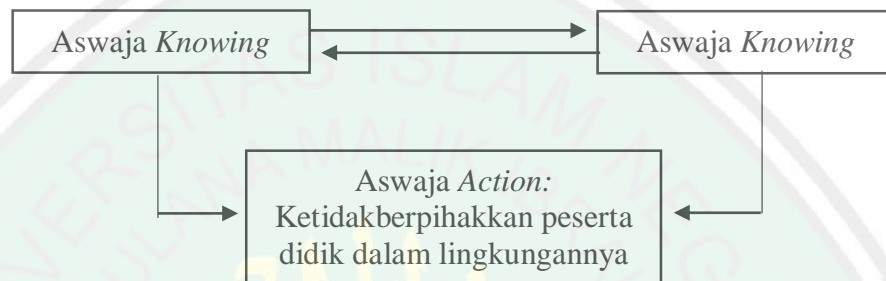 Aswaja Knowing
Aswaja Knowing
Aswaja Action:
Ketidakberpihakkan peserta
didik dalam lingkungannya